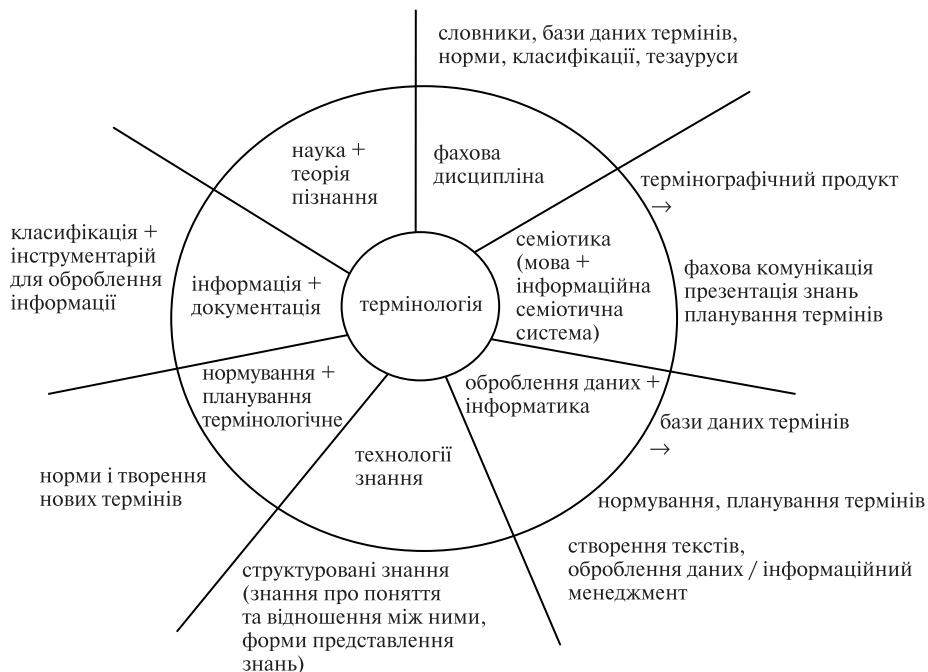 словники, бази даних термінів,
норми, класифікації, тезауруси
наука +
теорія
пізнання
фахова
дисципліна
термінографічний продукт
→
класифікація +
інструментарій
для оброблення
інформації
інформація +
документація
термінологія
семіотика
(мова +
інформаційна
семіотична
система)
фахова комунікація
презентація знань
планування термінів
нормування +
планування
термінологічне
оброблення даних +
інформатика
бази даних термінів
→
технології
знання
норми і творення
нових термінів
нормування, планування термінів
створення текстів,
оброблення даних / інформаційний
менеджмент
структуровані знання
(знання про поняття
та відношення між ними,
форми представлення
знань)